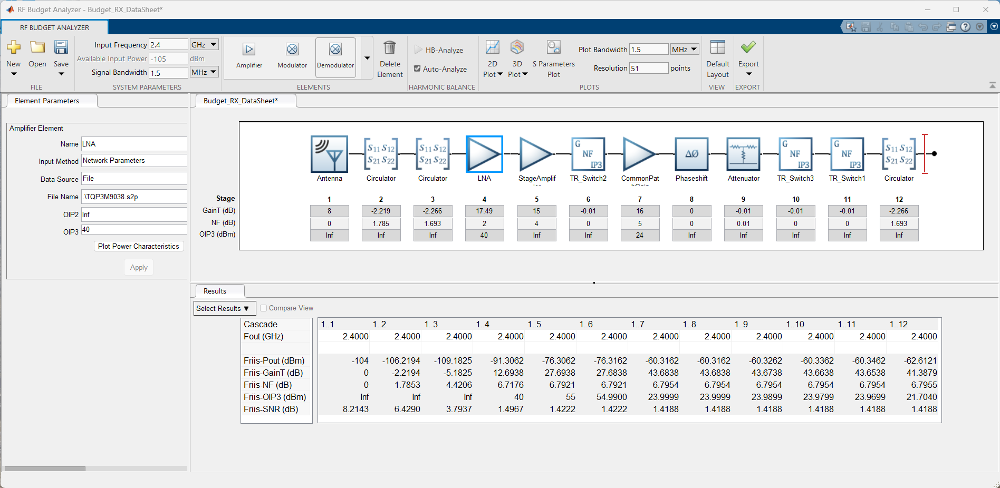 RF Budget Analyzer - Budget_RX_DataSheet*
RF BUDGET ANALYZER
New
Open
Save
FILE
Input Frequency 2.4 GHz
Available Input Power -105 dBm
Signal Bandwidth 1.5 MHz
SYSTEM PARAMETERS
Amplifier
Modulator
Demodulator
Delete
Element
ELEMENTS
HB-Analyze
Auto-Analyze
HARMONIC BALANCE
2D
Plot
3D
Plot
S Parameters
Plot
Plot Bandwidth 1.5 MHz
Resolution 51 points
PLOTS
Default
Layout
VIEW
Export
EXPORT
Element Parameters
Amplifier Element
Name LNA
Input Method Network Parameters
Data Source File
File Name .\TQP3M9038.s2p
OIP2 Inf
OIP3 40
Plot Power Characteristics
Apply
Budget_RX_DataSheet*
S11 S12
S21 S22
S11 S12
S21 S22
G
NF
IP3
ΔØ
G
NF
IP3
G
NF
IP3
S11 S12
S21 S22
Antenna Circulator Circulator LNA StageAmplif TR_Switch2 CommonPat Phaseshift Attenuator TR_Switch3 TR_Switch1 Circulator
Stage 1 2 3 4 5 6 7 8 9 10 11 12
GainT (dB) 8 -2.219 -2.266 17.49 15 -0.01 16 0 -0.01 -0.01 -0.01 -2.266
NF (dB) 0 1.785 1.693 2 4 0 5 0 0.01 0 0 1.693
OIP3 (dBm) Inf Inf Inf 40 Inf Inf 24 Inf Inf Inf Inf Inf
Results
Select Results ▼ Compare View
Cascade 1..1 1..2 1..3 1..4 1..5 1..6 1..7 1..8 1..9 1..10 1..11 1..12
Fout (GHz) 2.4000 2.4000 2.4000 2.4000 2.4000 2.4000 2.4000 2.4000 2.4000 2.4000 2.4000 2.4000
Friis-Pout (dBm) -104 -106.2194 -109.1825 -91.3062 -76.3062 -76.3162 -60.3162 -60.3162 -60.3262 -60.3362 -60.3462 -62.6121
Friis-GainT (dB) 0 -2.2194 -5.1825 12.6938 27.6938 27.6838 43.6838 43.6838 43.6738 43.6638 43.6538 41.3879
Friis-NF (dB) 0 1.7853 4.4206 6.7176 6.7921 6.7921 6.7954 6.7954 6.7954 6.7954 6.7954 6.7955
Friis-OIP3 (dBm) Inf Inf Inf 40 55 54.9900 23.9999 23.9999 23.9899 23.9799 23.9699 21.7040
Friis-SNR (dB) 8.2143 6.4290 3.7937 1.4967 1.4222 1.4222 1.4188 1.4188 1.4188 1.4188 1.4188 1.4188